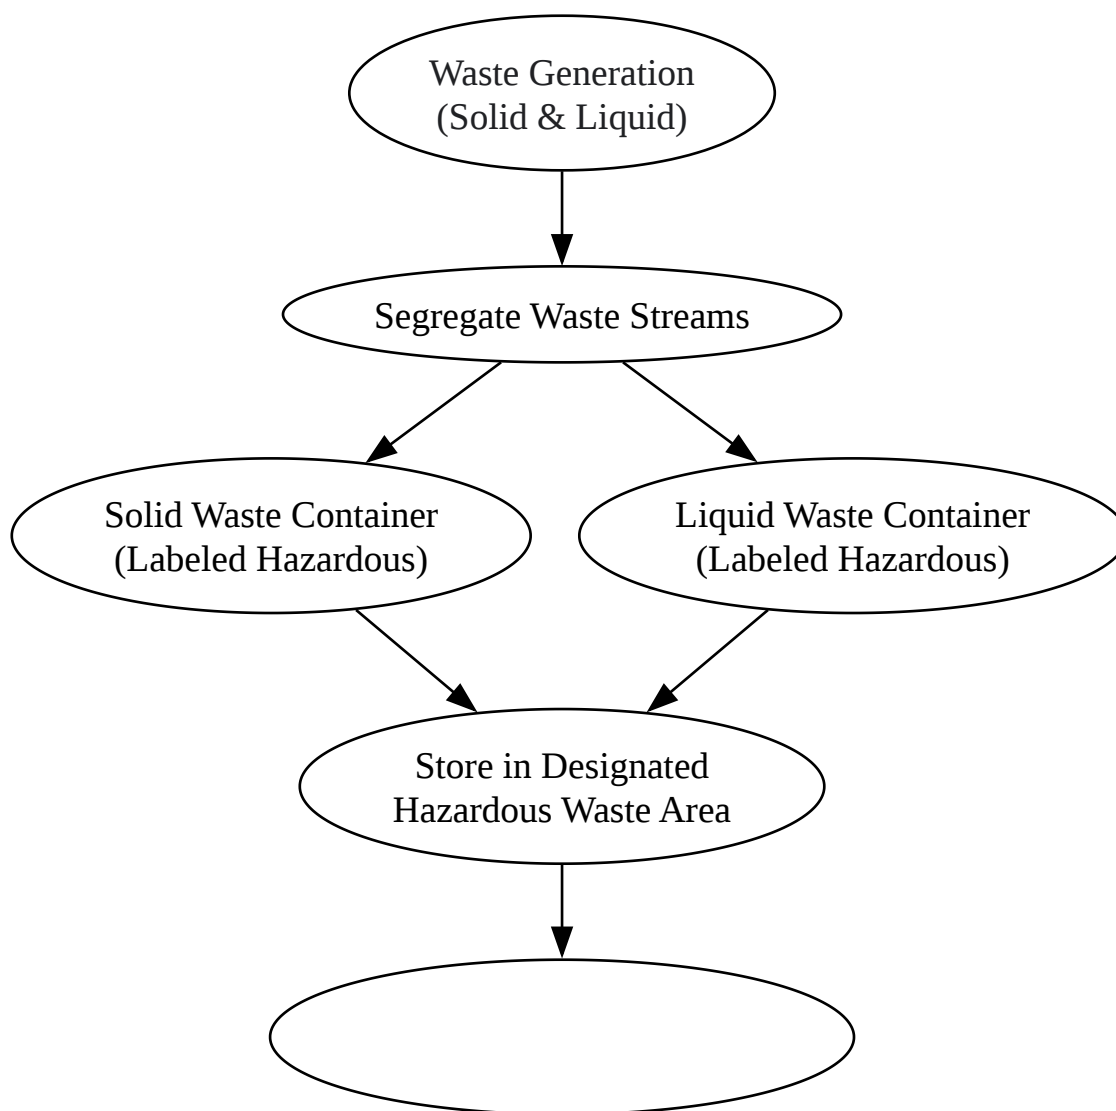 Waste Generation
(Solid & Liquid)
Segregate Waste Streams
Solid Waste Container
(Labeled Hazardous)
Liquid Waste Container
(Labeled Hazardous)
Store in Designated
Hazardous Waste Area